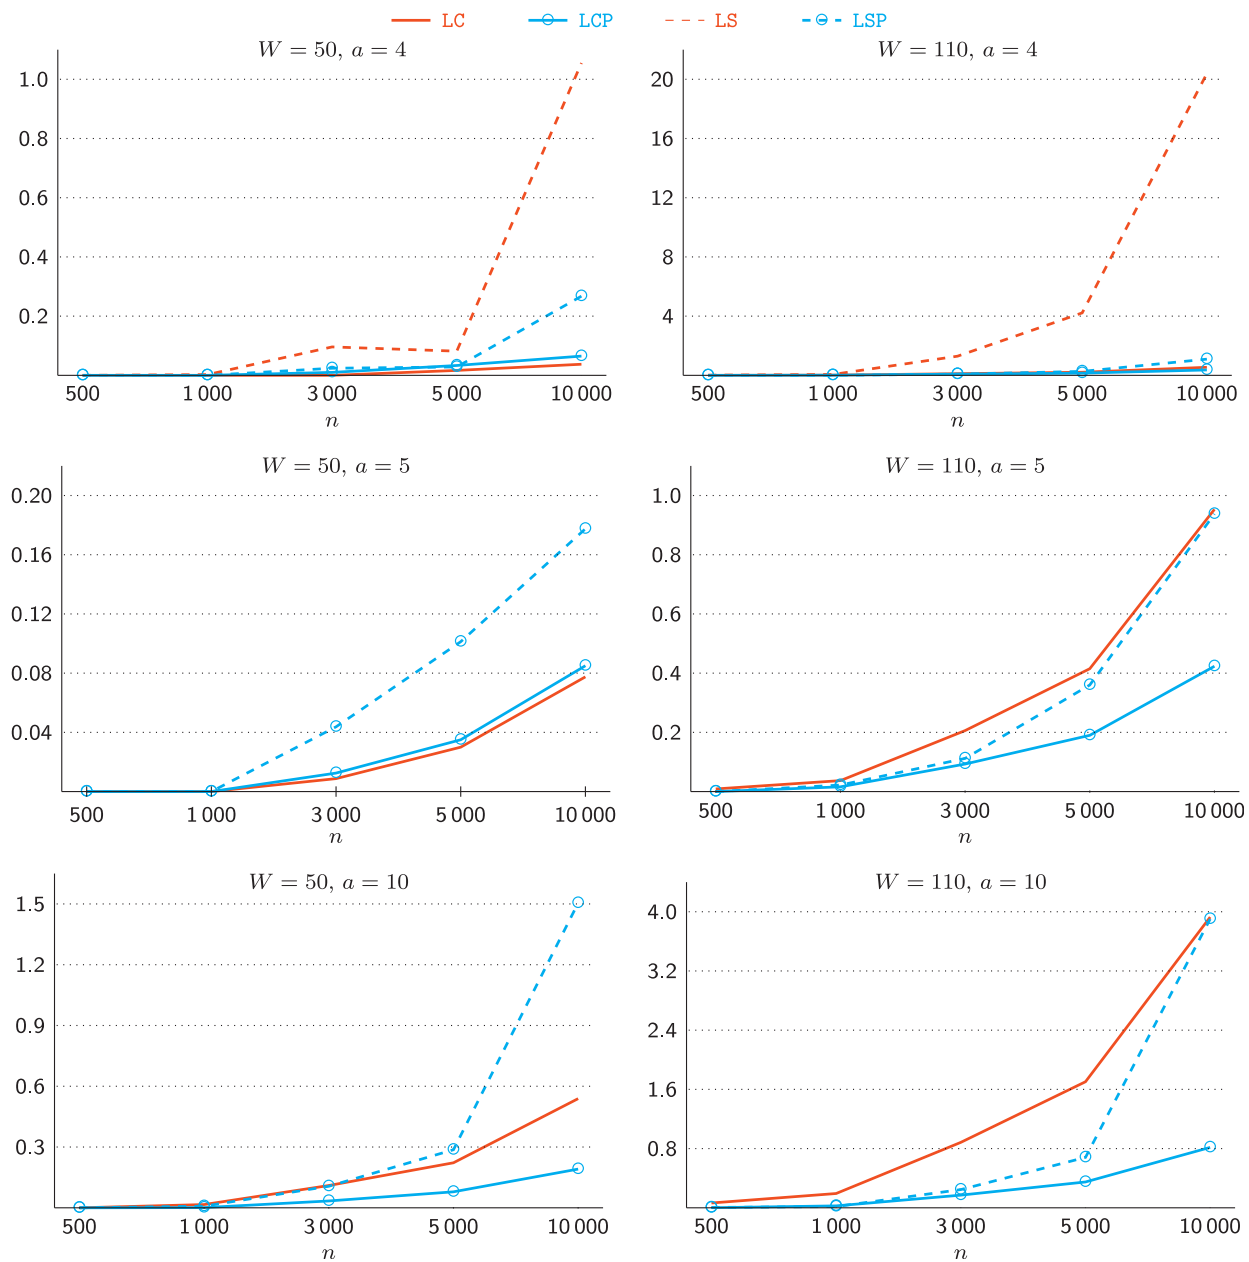 LC LCP LS LSP
W = 50, a = 4
1.0
0.8
0.6
0.4
0.2
500 1 000 3 000 5 000 10 000
n
W = 110, a = 4
20
16
12
8
4
500 1 000 3 000 5 000 10 000
n
W = 50, a = 5
0.20
0.16
0.12
0.08
0.04
500 1 000 3 000 5 000 10 000
n
W = 110, a = 5
1.0
0.8
0.6
0.4
0.2
500 1 000 3 000 5 000 10 000
n
W = 50, a = 10
1.5
1.2
0.9
0.6
0.3
500 1 000 3 000 5 000 10 000
n
W = 110, a = 10
4.0
3.2
2.4
1.6
0.8
500 1 000 3 000 5 000 10 000
n